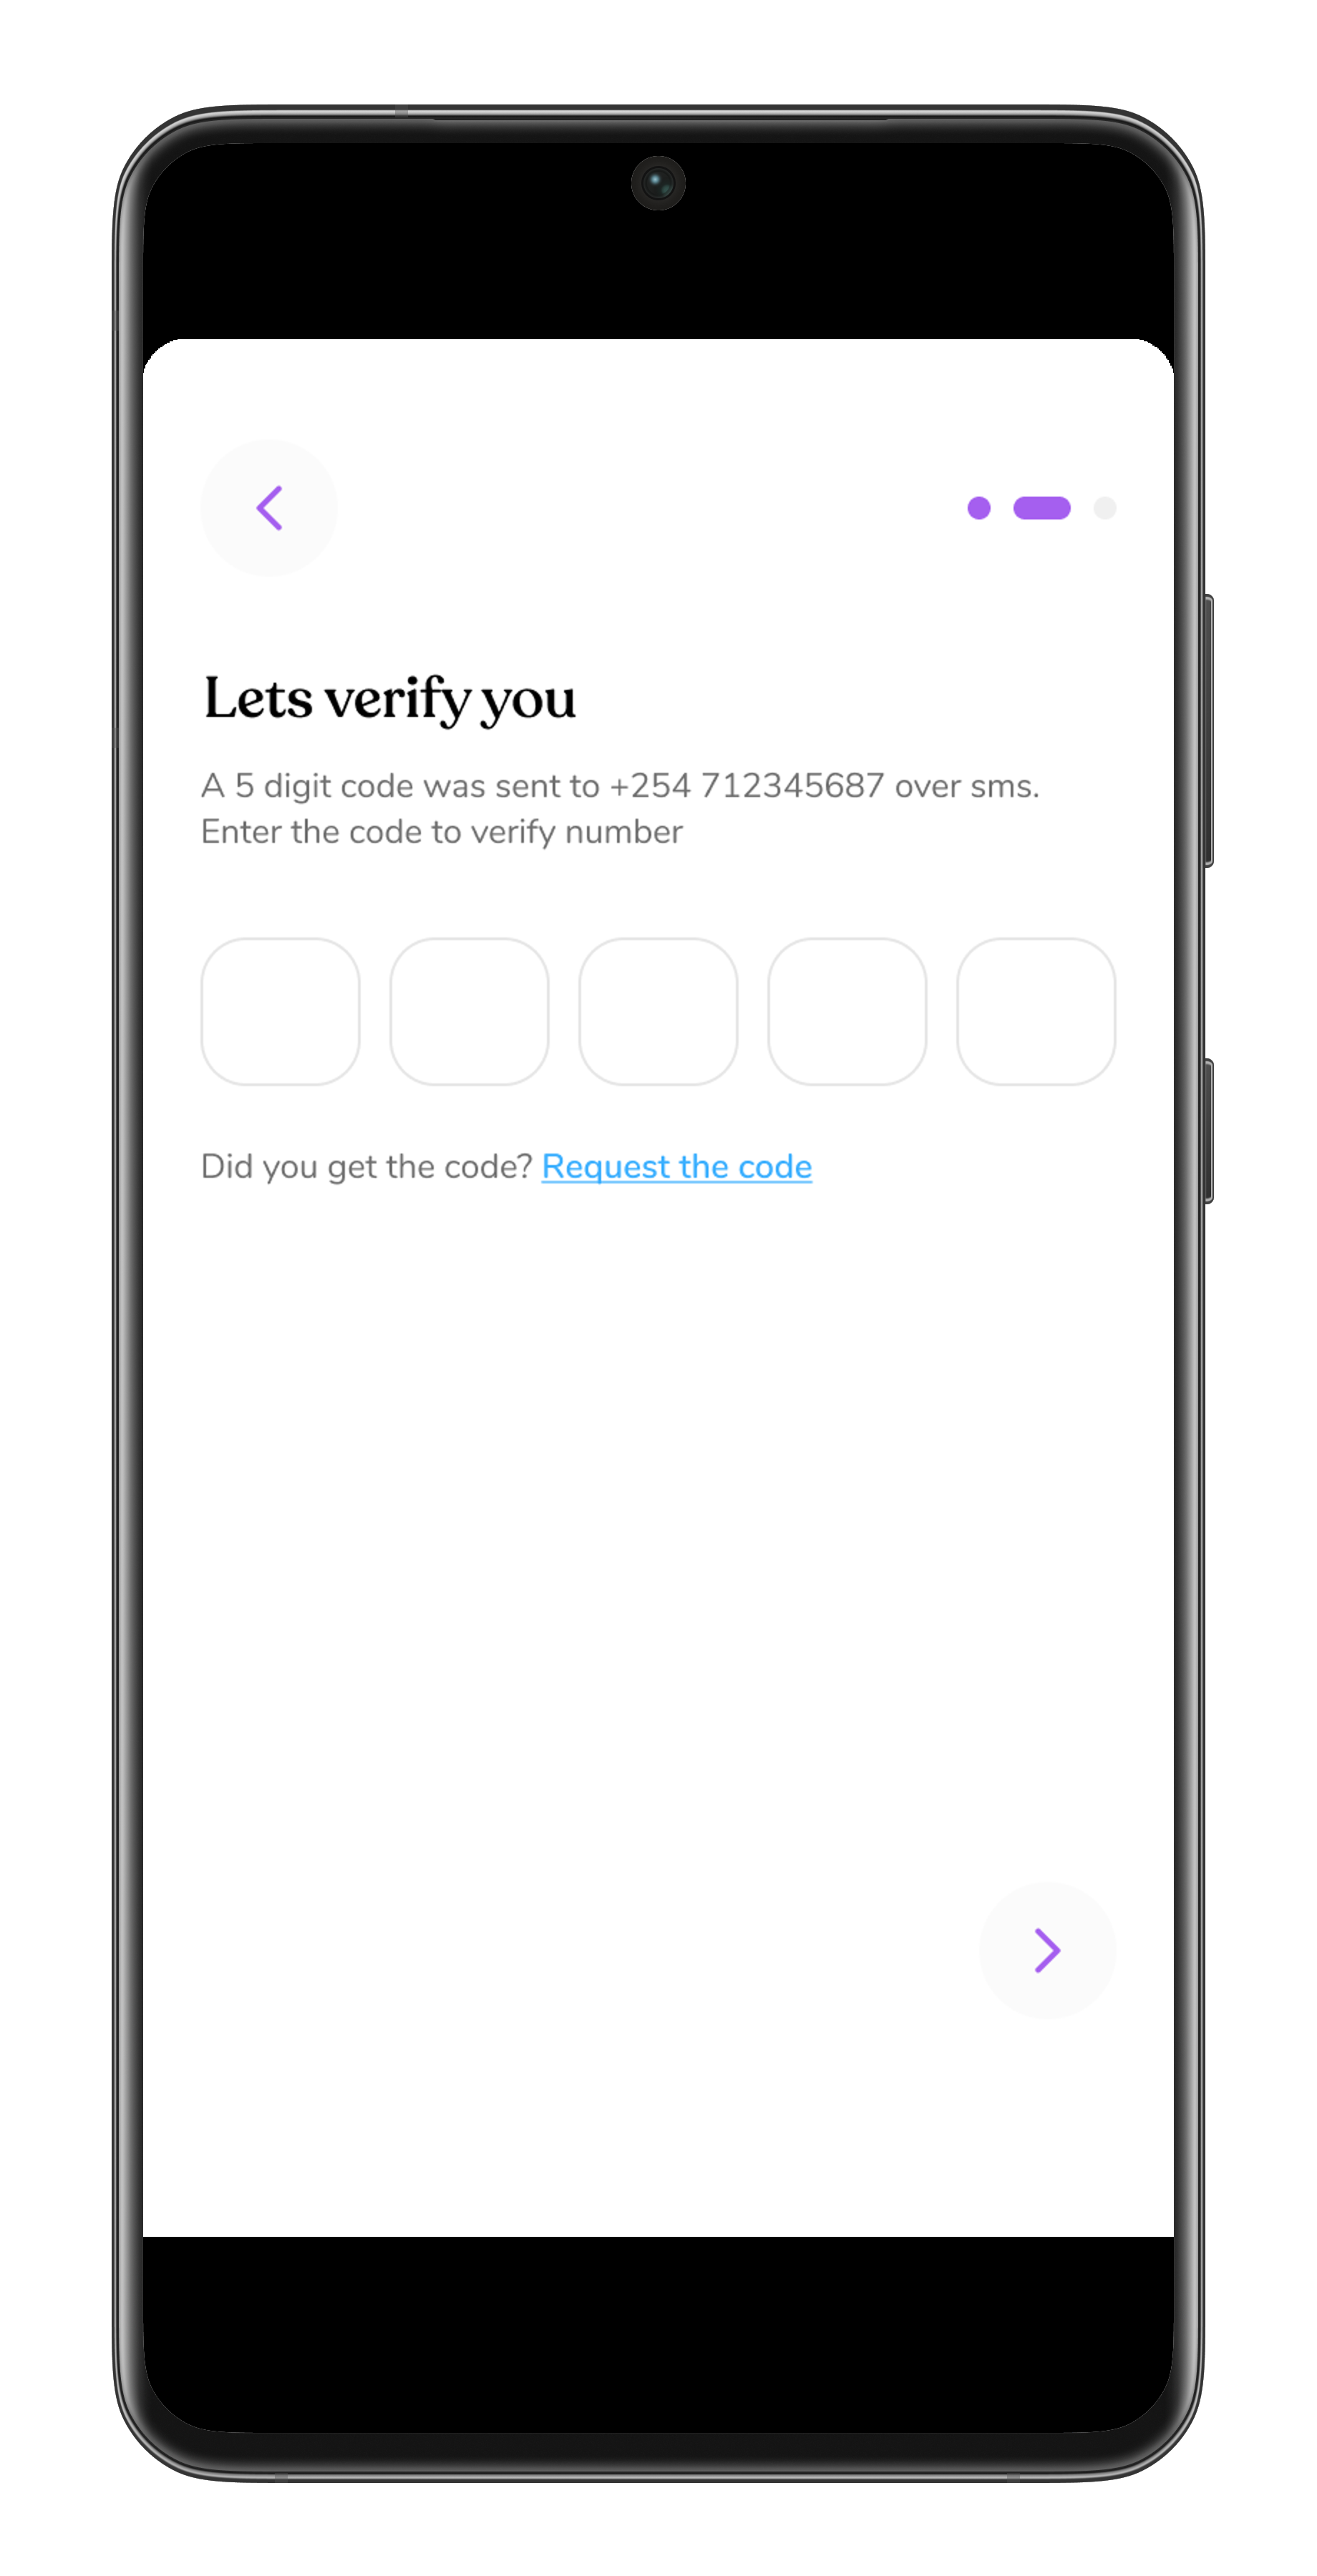 Lets verify you
A 5 digit code was sent to +254 712345687 over sms.
Enter the code to verify number
Did you get the code? Request the code